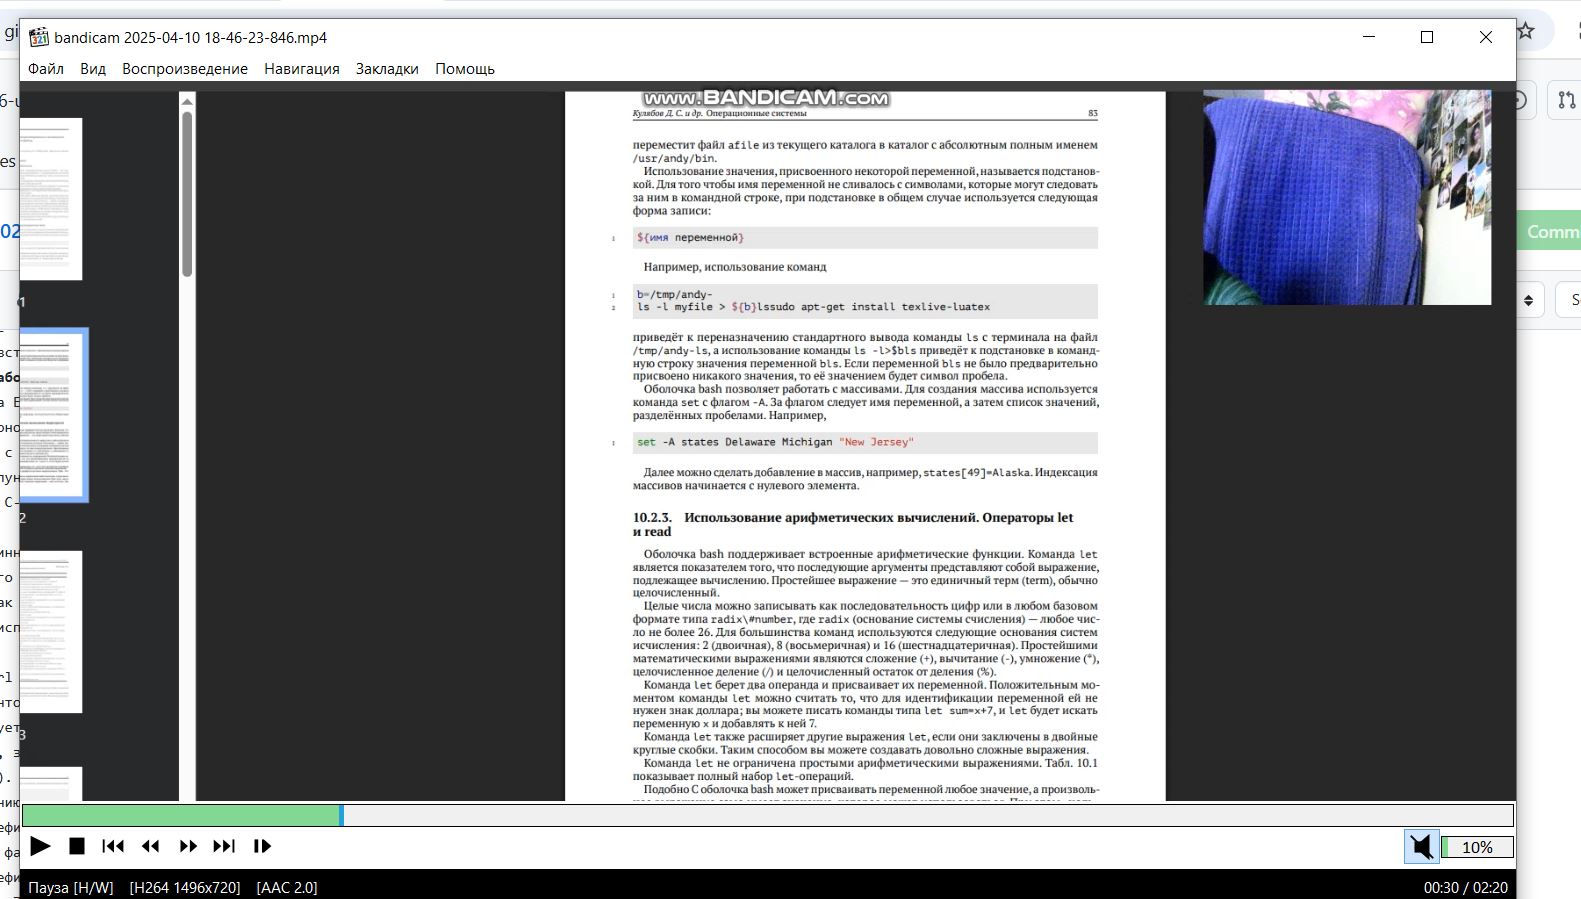 gi
bandicam 2025-04-10 18-46-23-846.mp4
Файл Вид Воспроизведение Навигация Закладки Помощь
www.BANDICAM.com
Кулябов Д. С. и др. Операционные системы 83
переместит файл afile из текущего каталога в каталог с абсолютным полным именем
/usr/andy/bin.
Использование значения, присвоенного некоторой переменной, называется подстанов-
кой. Для того чтобы имя переменной не сливалось с символами, которые могут следовать
за ним в командной строке, при подстановке в общем случае используется следующая
форма записи:
1 ${имя переменной}
Например, использование команд
1 b=/tmp/andy-
2 ls -l myfile > ${b}lssudo apt-get install texlive-luatex
приведёт к переназначению стандартного вывода команды ls с терминала на файл
/tmp/andy-ls, а использование команды ls -l>$bls приведёт к подстановке в команд-
ную строку значения переменной bls. Если переменной bls не было предварительно
присвоено никакого значения, то её значением будет символ пробела.
Оболочка bash позволяет работать с массивами. Для создания массива используется
команда set с флагом -A. За флагом следует имя переменной, а затем список значений,
разделённых пробелами. Например,
1 set -A states Delaware Michigan "New Jersey"
Далее можно сделать добавление в массив, например, states[49]=Alaska. Индексация
массивов начинается с нулевого элемента.
10.2.3. Использование арифметических вычислений. Операторы let
и read
Оболочка bash поддерживает встроенные арифметические функции. Команда let
является показателем того, что последующие аргументы представляют собой выражение,
подлежащее вычислению. Простейшее выражение — это единичный терм (term), обычно
целочисленный.
Целые числа можно записывать как последовательность цифр или в любом базовом
формате типа radix\#number, где radix (основание системы счисления) — любое чис-
ло не более 26. Для большинства команд используются следующие основания систем
исчисления: 2 (двоичная), 8 (восьмеричная) и 16 (шестнадцатеричная). Простейшими
математическими выражениями являются сложение (+), вычитание (-), умножение (*),
целочисленное деление (/) и целочисленный остаток от деления (%).
Команда let берет два операнда и присваивает их переменной. Положительным мо-
ментом команды let можно считать то, что для идентификации переменной ей не
нужен знак доллара; вы можете писать команды типа let sum=x+7, и let будет искать
переменную x и добавлять к ней 7.
Команда let также расширяет другие выражения let, если они заключены в двойные
круглые скобки. Таким способом вы можете создавать довольно сложные выражения.
Команда let не ограничена простыми арифметическими выражениями. Табл. 10.1
показывает полный набор let-операций.
Подобно С оболочка bash может присваивать переменной любое значение, а произволь-
1
2
3
Comm
10%
Пауза [H/W] [H264 1496x720] [AAC 2.0] 00:30 / 02:20